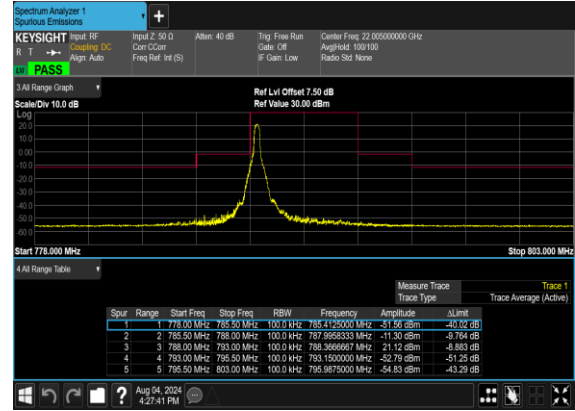 Spectrum Analyzer 1
Spurious Emissions
KEYSIGHT Input: RF Input Z: 50 Ω Atten: 40 dB Trig: Free Run Center Freq: 22.005000000 GHz
R T Coupling: DC Corr CCorr Gate: Off Avg|Hold: 100/100
Align: Auto Freq Ref: Int (S) IF Gain: Low Radio Std: None
PASS
3 All Range Graph
Ref Lvl Offset 7.50 dB
Scale/Div 10.0 dB Ref Value 30.00 dBm
Log
20.0
10.0
0.00
-10.0
-20.0
-30.0
-40.0
-50.0
-60.0
Start 778.000 MHz Stop 803.000 MHz
4 All Range Table
Measure Trace Trace 1
Trace Type Trace Average (Active)
Spur Range Start Freq Stop Freq RBW Frequency Amplitude ΔLimit
1 1 778.00 MHz 785.50 MHz 100.0 kHz 785.4125000 MHz -51.56 dBm -40.02 dB
2 2 785.50 MHz 788.00 MHz 100.0 kHz 787.9958333 MHz -11.30 dBm -9.764 dB
3 3 788.00 MHz 793.00 MHz 100.0 kHz 788.3666667 MHz 21.12 dBm -8.883 dB
4 4 793.00 MHz 795.50 MHz 100.0 kHz 793.1500000 MHz -52.79 dBm -51.25 dB
5 5 795.50 MHz 803.00 MHz 100.0 kHz 795.9875000 MHz -54.83 dBm -43.29 dB
? Aug 04, 2024
4:27:41 PM